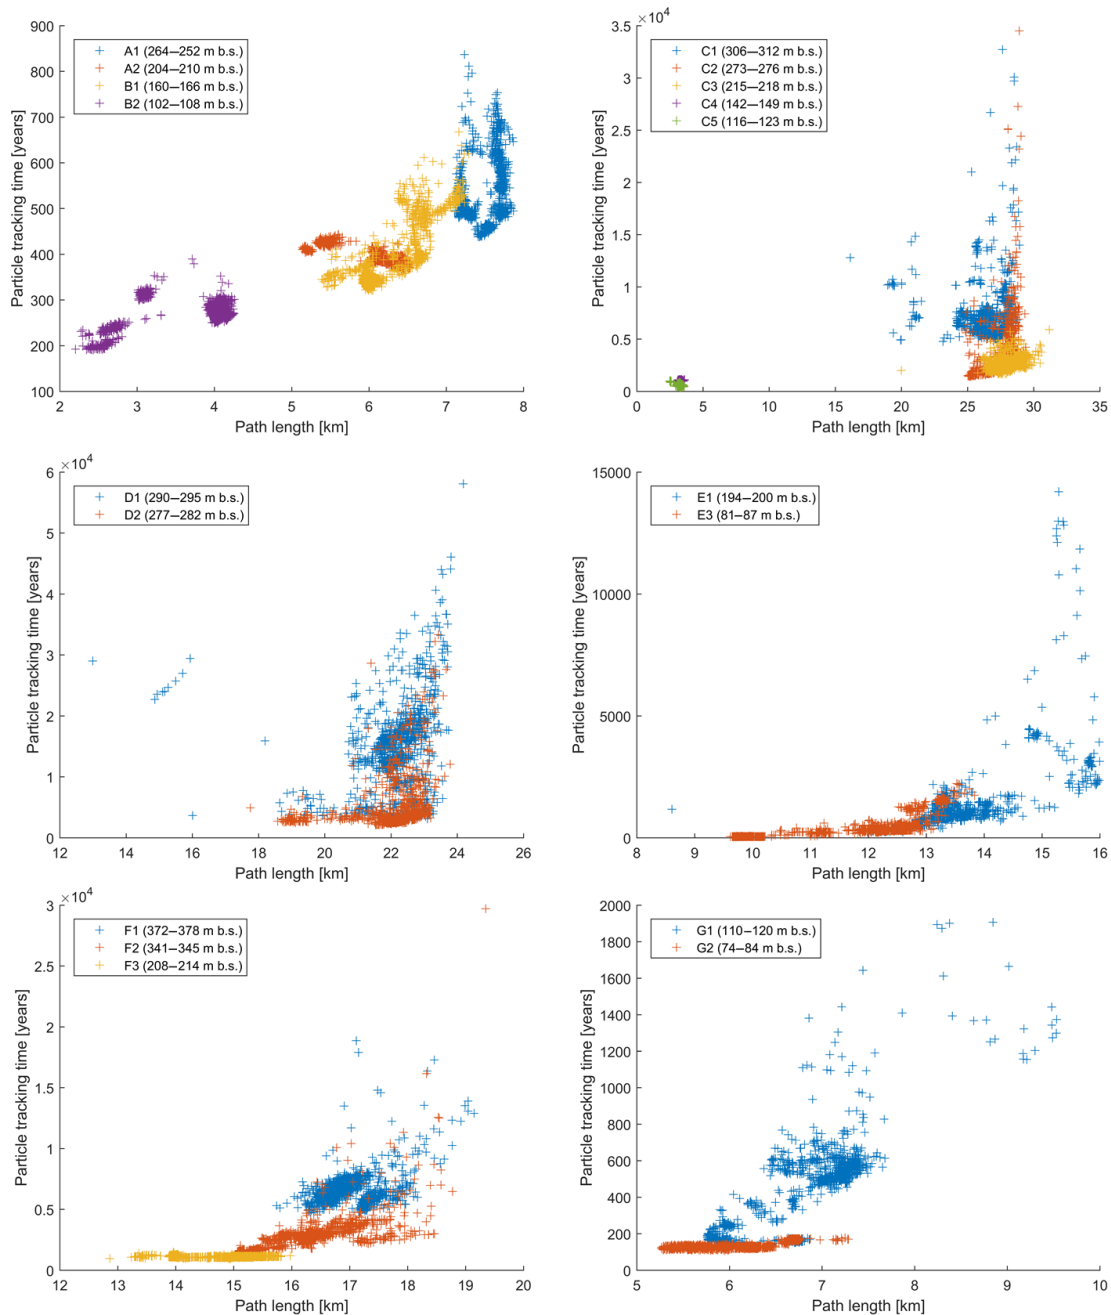 900
800
700
600
500
400
300
200
100
Particle tracking time [years]
A1 (264–252 m b.s.)
A2 (204–210 m b.s.)
B1 (160–166 m b.s.)
B2 (102–108 m b.s.)
2 3 4 5 6 7 8
Path length [km]
×10⁴
3.5
3
2.5
2
1.5
1
0.5
0
Particle tracking time [years]
C1 (306–312 m b.s.)
C2 (273–276 m b.s.)
C3 (215–218 m b.s.)
C4 (142–149 m b.s.)
C5 (116–123 m b.s.)
0 5 10 15 20 25 30 35
Path length [km]
×10⁴
6
5
4
3
2
1
0
Particle tracking time [years]
D1 (290–295 m b.s.)
D2 (277–282 m b.s.)
12 14 16 18 20 22 24 26
Path length [km]
15000
10000
5000
0
Particle tracking time [years]
E1 (194–200 m b.s.)
E3 (81–87 m b.s.)
8 9 10 11 12 13 14 15 16
Path length [km]
×10⁴
3
2.5
2
1.5
1
0.5
0
Particle tracking time [years]
F1 (372–378 m b.s.)
F2 (341–345 m b.s.)
F3 (208–214 m b.s.)
12 13 14 15 16 17 18 19 20
Path length [km]
2000
1800
1600
1400
1200
1000
800
600
400
200
0
Particle tracking time [years]
G1 (110–120 m b.s.)
G2 (74–84 m b.s.)
5 6 7 8 9 10
Path length [km]